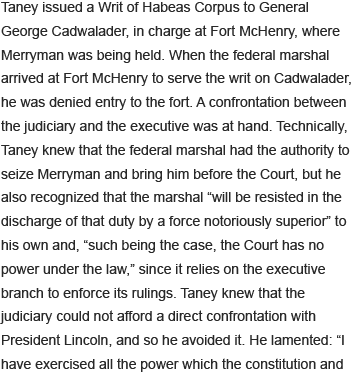 Taney issued a Writ of Habeas Corpus to General
George Cadwalader, in charge at Fort McHenry, where
Merryman was being held. When the federal marshal
arrived at Fort McHenry to serve the writ on Cadwalader,
he was denied entry to the fort. A confrontation between
the judiciary and the executive was at hand. Technically,
Taney knew that the federal marshal had the authority to
seize Merryman and bring him before the Court, but he
also recognized that the marshal “will be resisted in the
discharge of that duty by a force notoriously superior” to
his own and, “such being the case, the Court has no
power under the law,” since it relies on the executive
branch to enforce its rulings. Taney knew that the
judiciary could not afford a direct confrontation with
President Lincoln, and so he avoided it. He lamented: “I
have exercised all the power which the constitution and